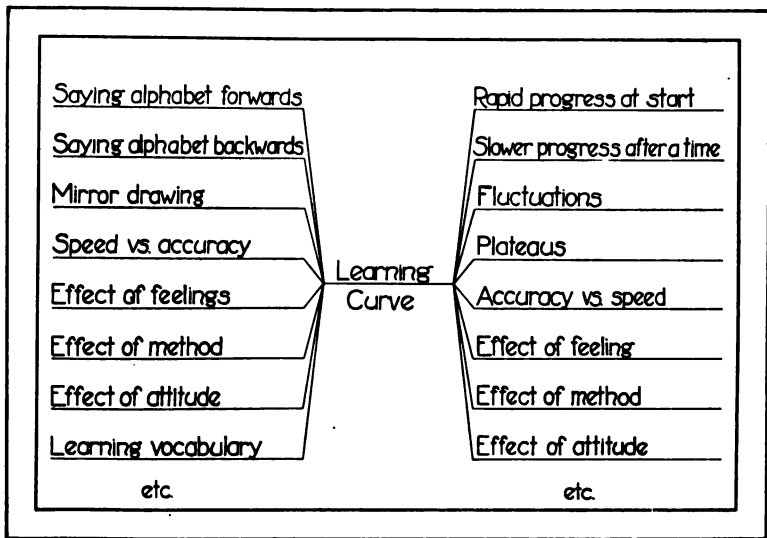 Saying alphabet forwards
Saying alphabet backwards
Mirror drawing
Speed vs. accuracy
Effect of feelings
Effect of method
Effect of attitude
Learning vocabulary
etc.
Learning
Curve
Rapid progress at start
Slower progress after a time
Fluctuations
Plateaus
Accuracy vs. speed
Effect of feeling
Effect of method
Effect of attitude
etc.